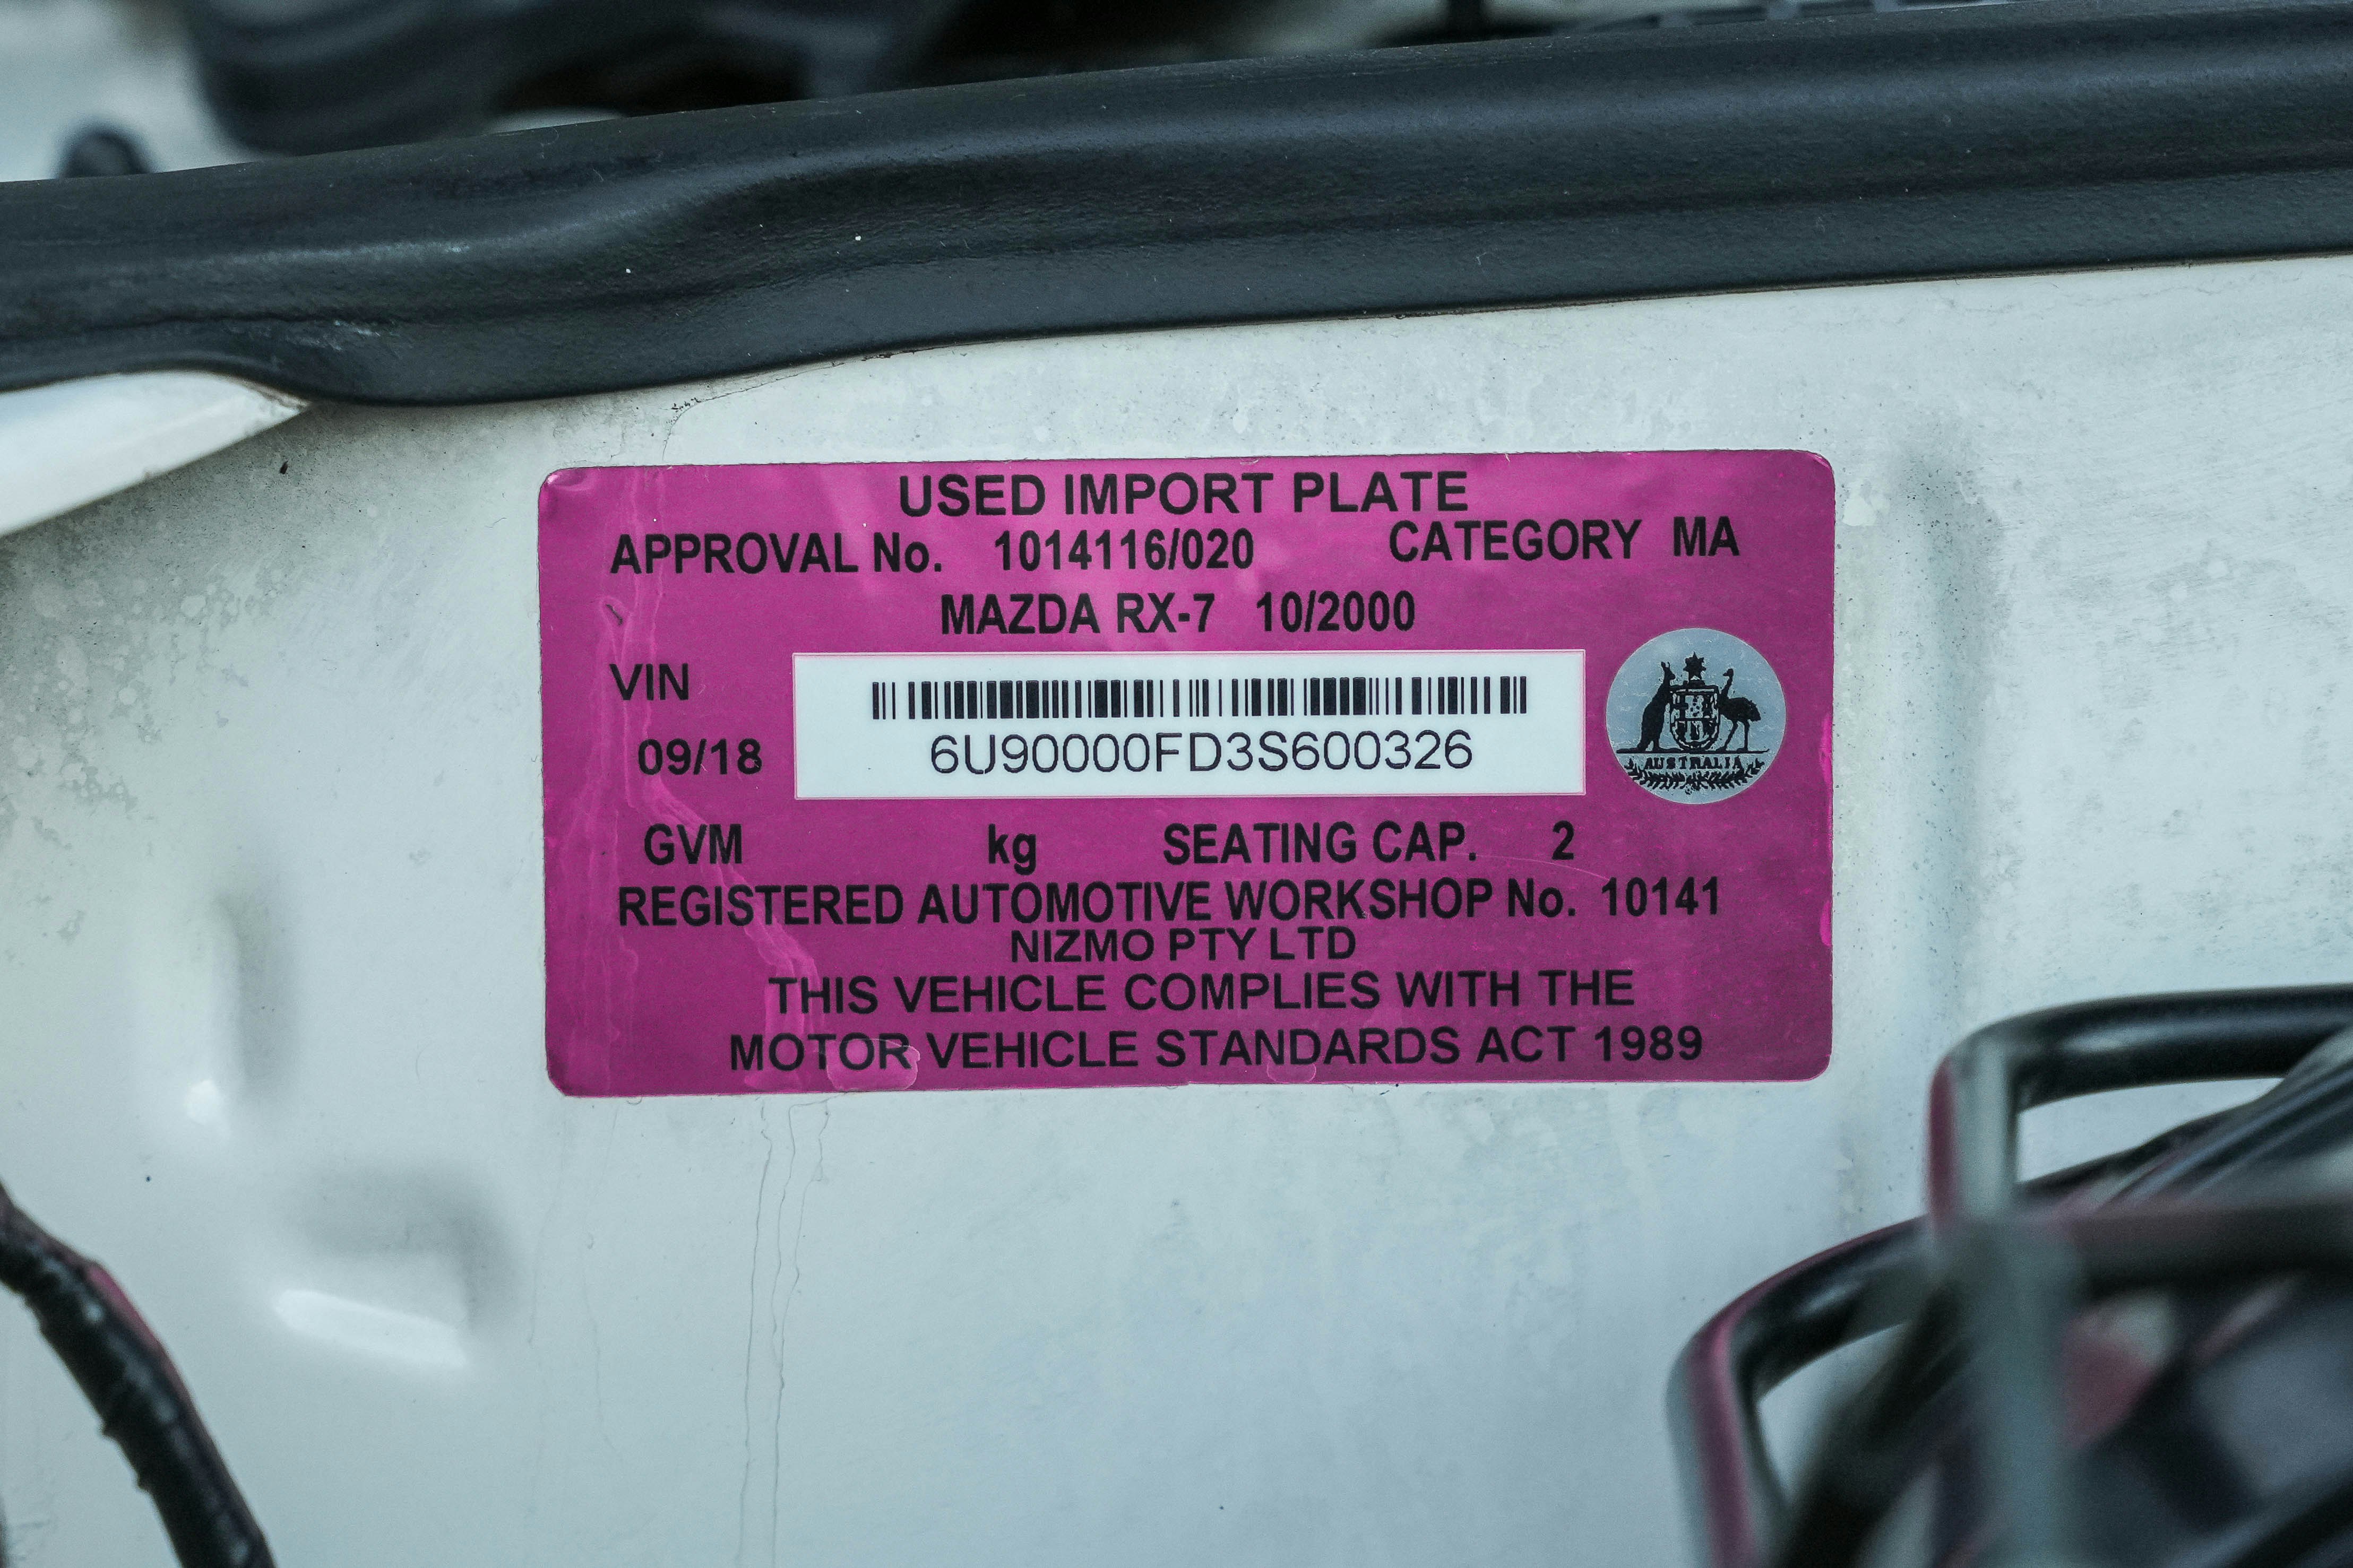 USED IMPORT PLATE
APPROVAL No. 1014116/020 CATEGORY MA
MAZDA RX-7 10/2000
VIN
09/18 6U90000FD3S600326
AUSTRALIA
GVM kg SEATING CAP. 2
REGISTERED AUTOMOTIVE WORKSHOP No. 10141
NIZMO PTY LTD
THIS VEHICLE COMPLIES WITH THE
MOTOR VEHICLE STANDARDS ACT 1989